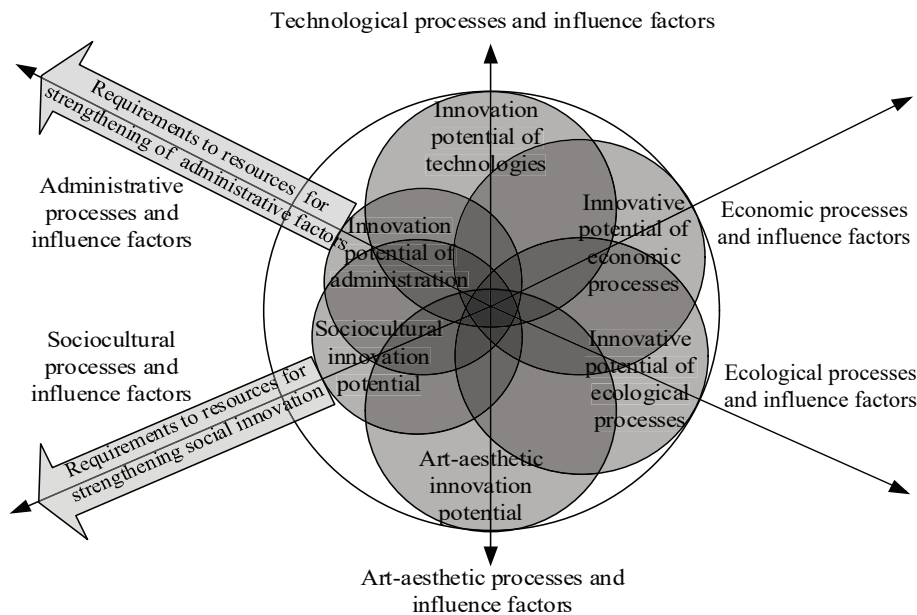 Technological processes and influence factors
Requirements to resources for
strengthening of administrative factors
Innovation
potential of
technologies
Administrative
processes and
influence factors
Innovation
potential of
administration
Innovative
potential of
economic
processes
Economic processes
and influence factors
Sociocultural
processes and
influence factors
Sociocultural
innovation
potential
Innovative
potential of
ecological
processes
Ecological processes
and influence factors
Requirements to resources for
strengthening social innovation
Art-aesthetic
innovation
potential
Art-aesthetic processes and
influence factors